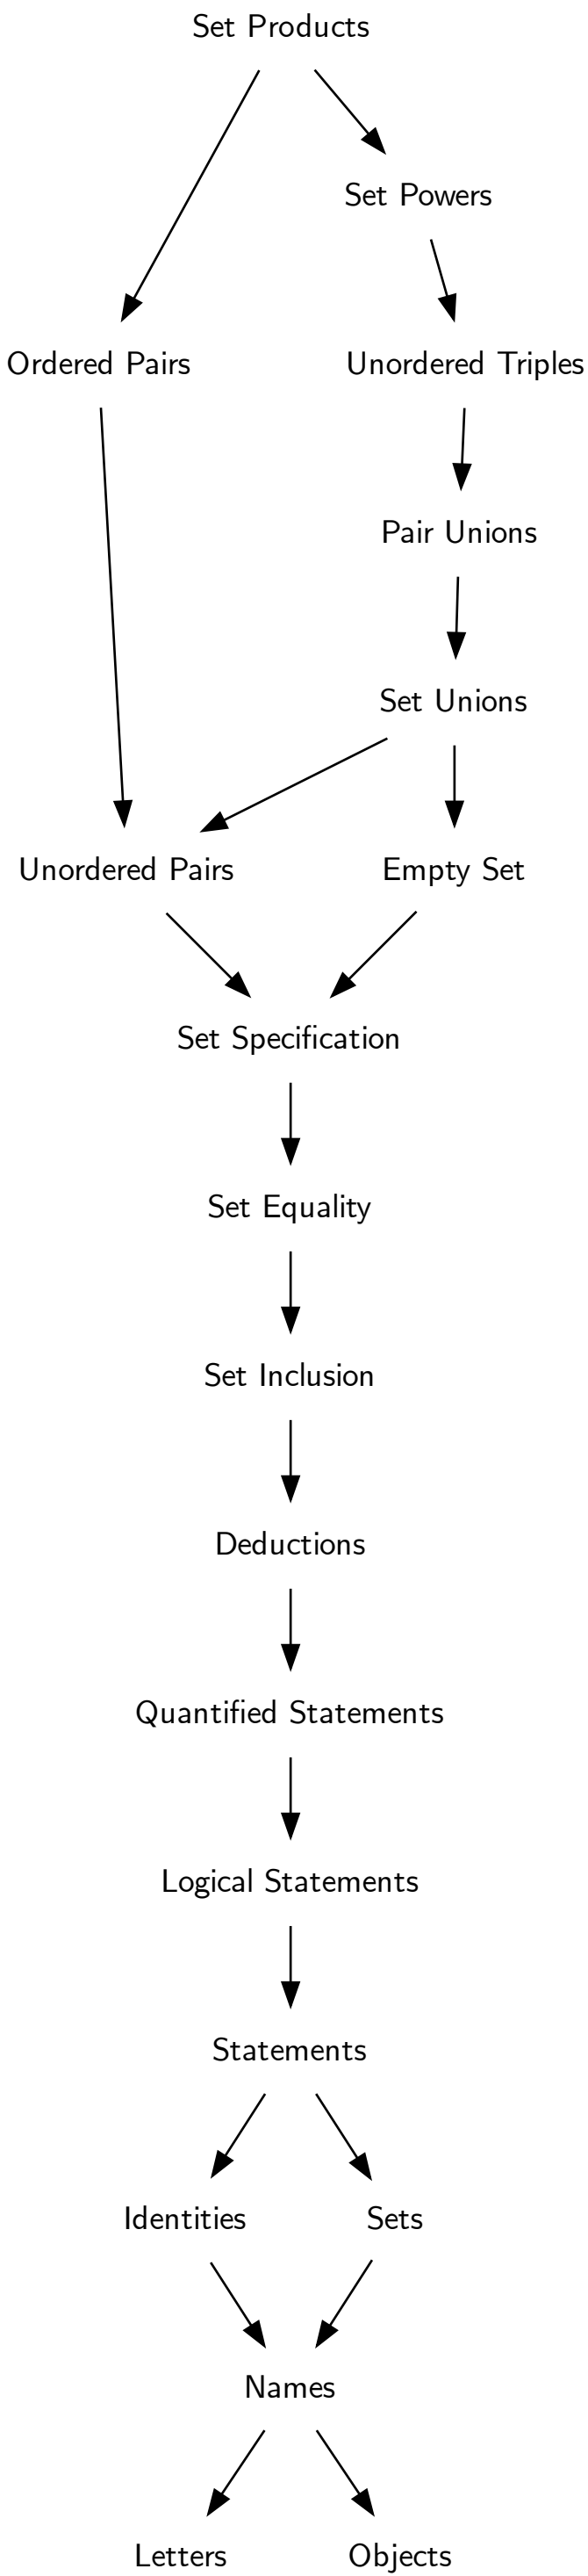 Set Products
Set Powers
Ordered Pairs
Unordered Triples
Pair Unions
Set Unions
Unordered Pairs
Empty Set
Set Specification
Set Equality
Set Inclusion
Deductions
Quantified Statements
Logical Statements
Statements
Identities
Sets
Names
Letters
Objects